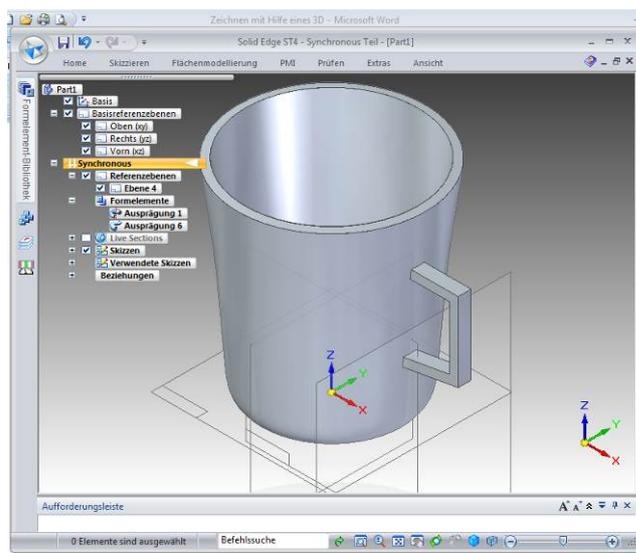 Zeichnen mit Hilfe eines 3D - Microsoft Word
Solid Edge ST4 - Synchronous Teil - [Part1]
Home Skizzieren Flächenmodellierung PMI Prüfen Extras Ansicht
Part1
Basis
Basisreferenzebenen
Oben (xy)
Rechts (yz)
Vorn (xz)
Synchronous
Referenzebenen
Ebene 4
Formelemente
Ausprägung 1
Ausprägung 6
Live Sections
Skizzen
Verwendete Skizzen
Beziehungen
Formelement-Bibliothek
Z
Y
X
Z
Y
X
Aufforderungsleiste
0 Elemente sind ausgewählt Befehlssuche